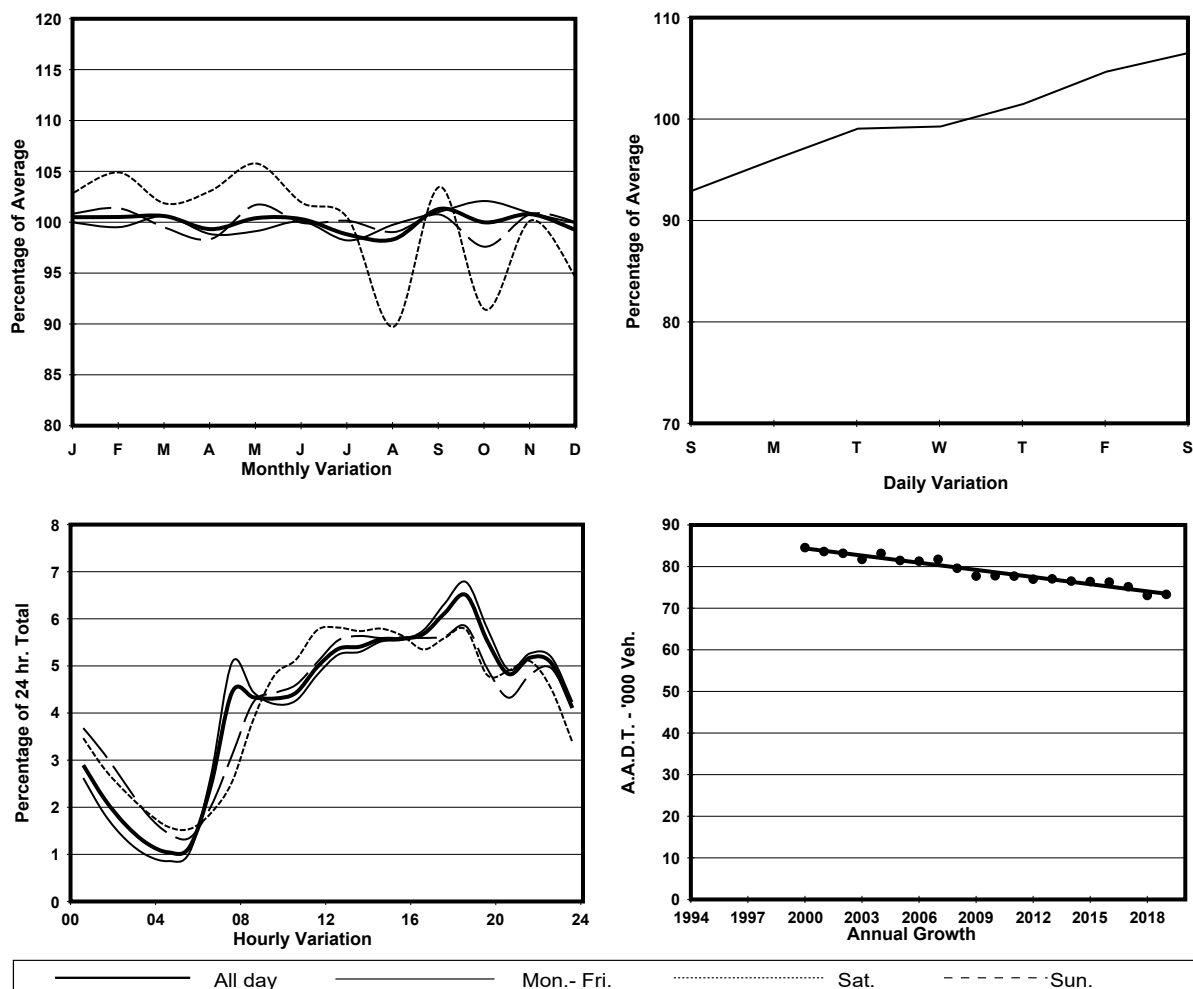 120
115
110
105
100
95
90
85
80
Percentage of Average
J F M A M J J A S O N D
Monthly Variation
110
100
90
80
70
Percentage of Average
S M T W T F S
Daily Variation
8
7
6
5
4
3
2
1
0
Percentage of 24 hr. Total
00 04 08 12 16 20 24
Hourly Variation
90
80
70
60
50
40
30
20
10
0
A.A.D.T. - '000 Veh.
1994 1997 2000 2003 2006 2009 2012 2015 2018
Annual Growth
All day Mon.- Fri. Sat. Sun.